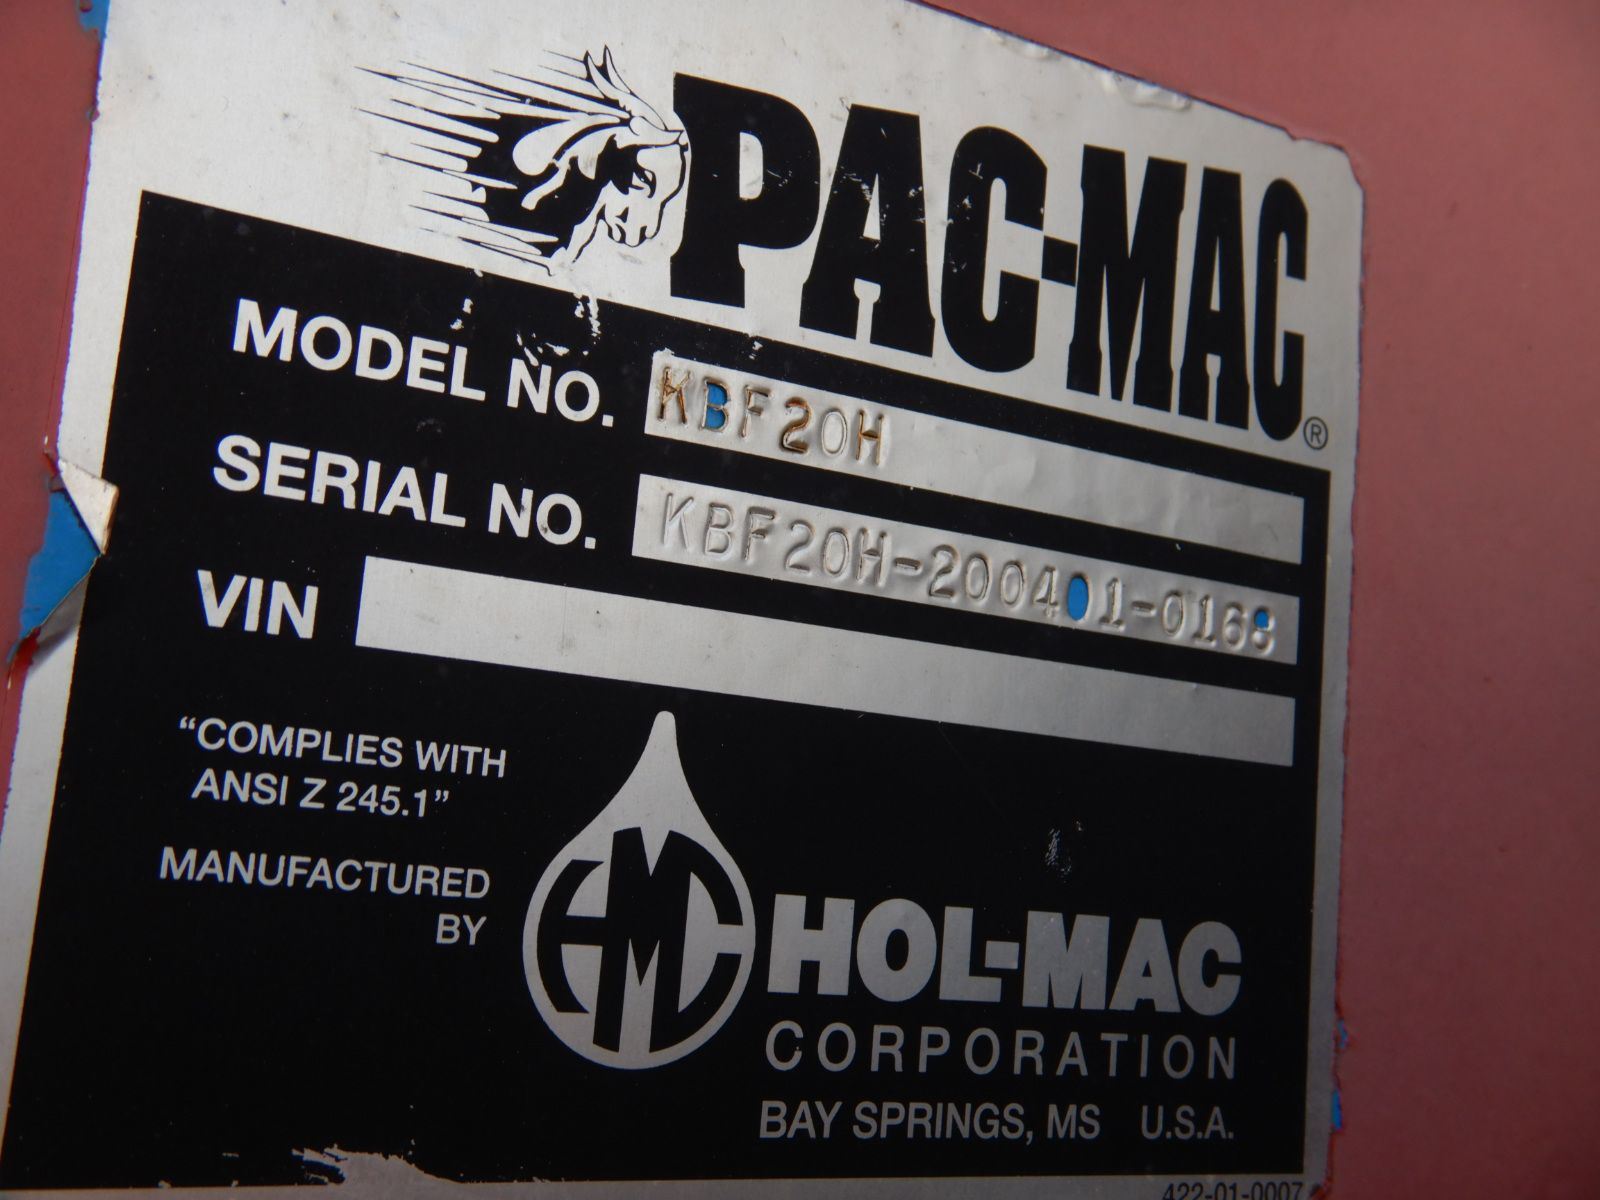 PAC-MAC®
MODEL NO. KBF20H
SERIAL NO. KBF20H-200401-0168
VIN
“COMPLIES WITH
ANSI Z 245.1”
MANUFACTURED
BY
HMC
HOL-MAC
CORPORATION
BAY SPRINGS, MS U.S.A.
422-01-0007